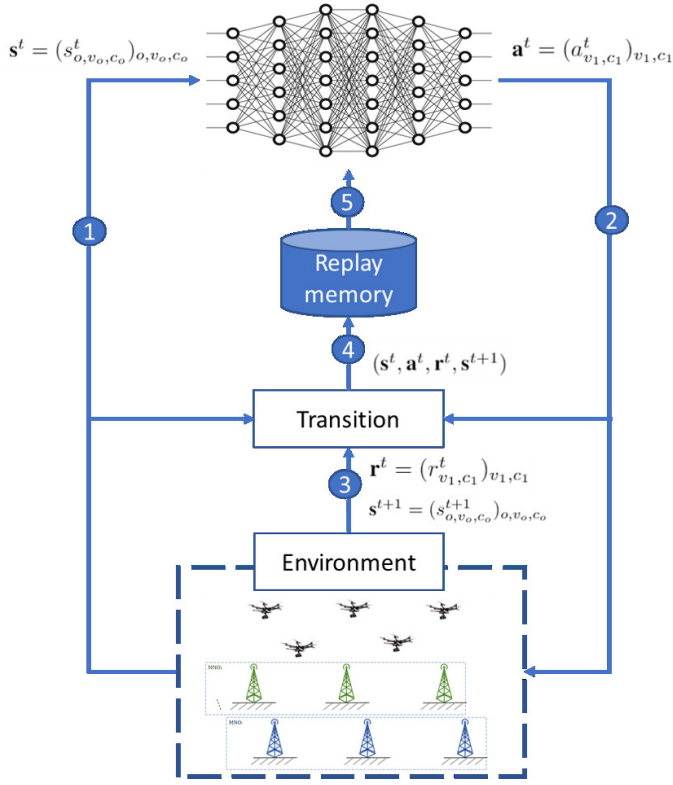 𝐬^t = (s^t_{o,v_o,c_o})_{o,v_o,c_o}
𝐚^t = (a^t_{v_1,c_1})_{v_1,c_1}
5
1
2
Replay
memory
4
(𝐬^t, 𝐚^t, 𝐫^t, 𝐬^{t+1})
Transition
3
𝐫^t = (r^t_{v_1,c_1})_{v_1,c_1}
𝐬^{t+1} = (s^{t+1}_{o,v_o,c_o})_{o,v_o,c_o}
Environment